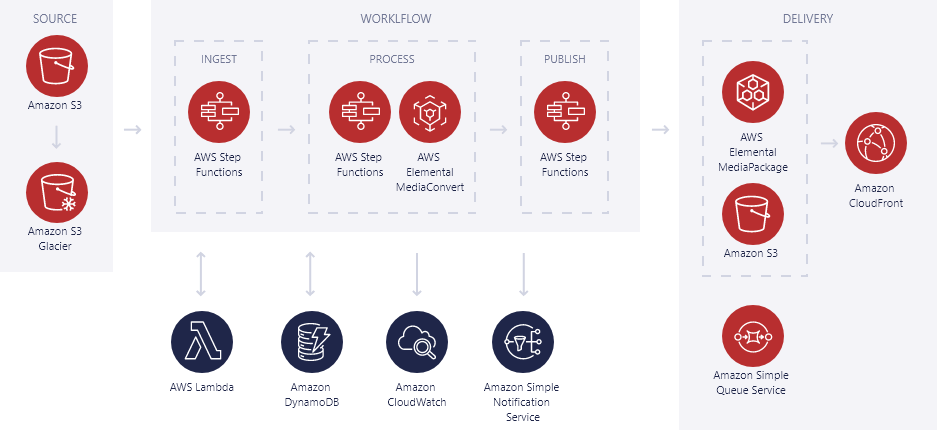 SOURCE
Amazon S3
Amazon S3
Glacier
WORKLFLOW
INGEST
AWS Step
Functions
PROCESS
AWS Step
Functions
AWS
Elemental
MediaConvert
PUBLISH
AWS Step
Functions
AWS Lambda
Amazon
DynamoDB
Amazon
CloudWatch
Amazon Simple
Notification
Service
DELIVERY
AWS
Elemental
MediaPackage
Amazon S3
Amazon
CloudFront
Amazon Simple
Queue Service